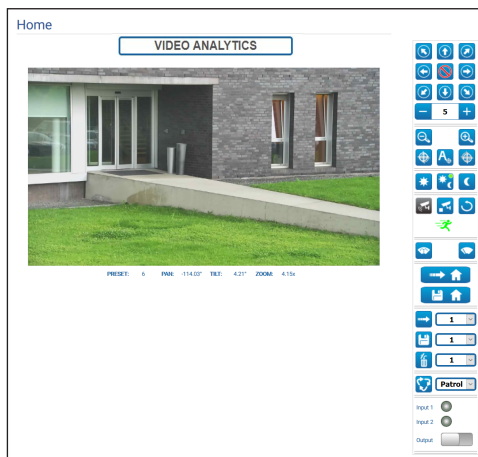 Home
VIDEO ANALYTICS
PRESET: 6 PAN: -114.03° TILT: 4.21° ZOOM: 4.15x
5
A
1
1
1
Patrol
Input 1
Input 2
Output